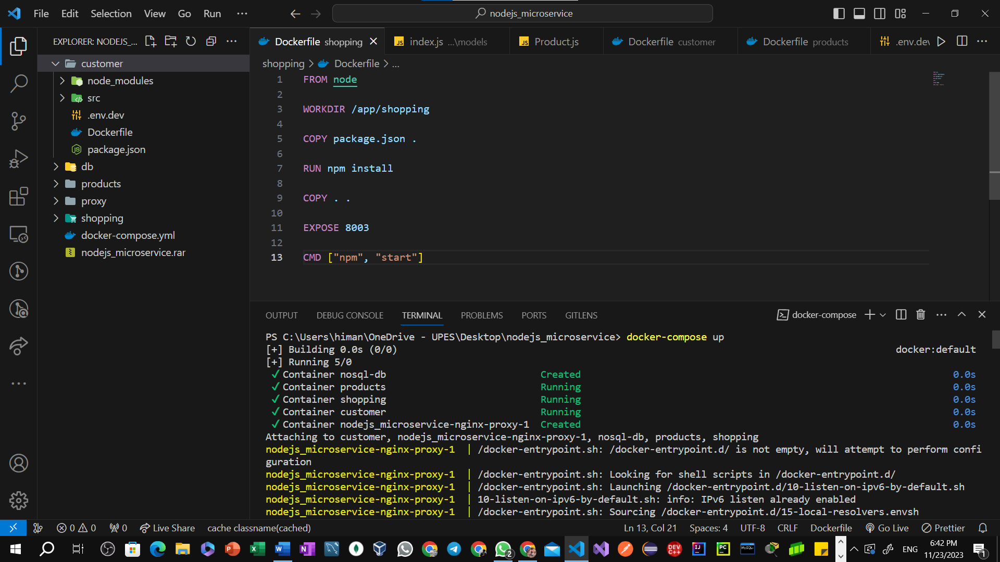 File Edit Selection View Go Run ···
nodejs_microservice
EXPLORER: NODEJS_...
Dockerfile shopping
index.js ...\models
Product.js
Dockerfile customer
Dockerfile products
.env.dev
shopping > Dockerfile > ...
customer
node_modules
src
.env.dev
Dockerfile
package.json
db
products
proxy
shopping
docker-compose.yml
nodejs_microservice.rar
1 FROM node
2
3 WORKDIR /app/shopping
4
5 COPY package.json .
6
7 RUN npm install
8
9 COPY . .
10
11 EXPOSE 8003
12
13 CMD ["npm", "start"]
OUTPUT DEBUG CONSOLE TERMINAL PROBLEMS PORTS GITLENS
docker-compose
PS C:\Users\himan\OneDrive - UPES\Desktop\nodejs_microservice> docker-compose up
[+] Building 0.0s (0/0) docker:default
[+] Running 5/0
✓ Container nosql-db Created 0.0s
✓ Container products Running 0.0s
✓ Container shopping Running 0.0s
✓ Container customer Running 0.0s
✓ Container nodejs_microservice-nginx-proxy-1 Created 0.0s
Attaching to customer, nodejs_microservice-nginx-proxy-1, nosql-db, products, shopping
nodejs_microservice-nginx-proxy-1 | /docker-entrypoint.sh: /docker-entrypoint.d/ is not empty, will attempt to perform confi
guration
nodejs_microservice-nginx-proxy-1 | /docker-entrypoint.sh: Looking for shell scripts in /docker-entrypoint.d/
nodejs_microservice-nginx-proxy-1 | /docker-entrypoint.sh: Launching /docker-entrypoint.d/10-listen-on-ipv6-by-default.sh
nodejs_microservice-nginx-proxy-1 | 10-listen-on-ipv6-by-default.sh: info: IPv6 listen already enabled
nodejs_microservice-nginx-proxy-1 | /docker-entrypoint.sh: Sourcing /docker-entrypoint.d/15-local-resolvers.envsh
0 0 0 Live Share cache classname(cached) Ln 13, Col 21 Spaces: 4 UTF-8 CRLF Dockerfile Go Live Prettier
2 DEV C++ IJ PC MySQL ENG
6:42 PM
11/23/2023
1